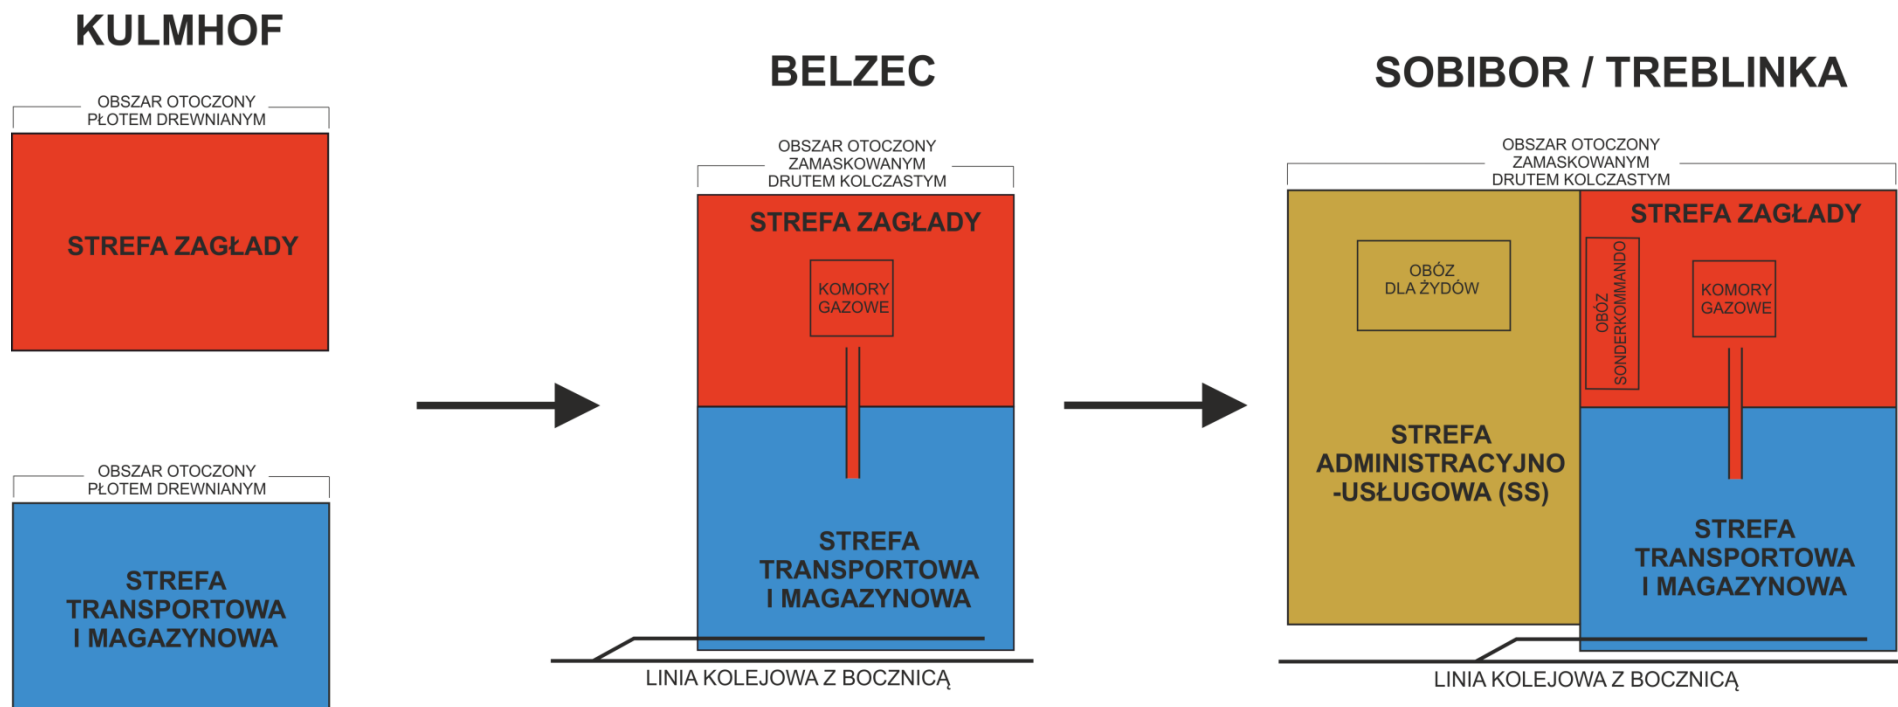 KULMHOF
OBSZAR OTOCZONY
PŁOTEM DREWNIANYM
STREFA ZAGŁADY
OBSZAR OTOCZONY
PŁOTEM DREWNIANYM
STREFA
TRANSPORTOWA
I MAGAZYNOWA
BELZEC
OBSZAR OTOCZONY
ZAMASKOWANYM
DRUTEM KOLCZASTYM
STREFA ZAGŁADY
KOMORY
GAZOWE
STREFA
TRANSPORTOWA
I MAGAZYNOWA
LINIA KOLEJOWA Z BOCZNICĄ
SOBIBOR / TREBLINKA
OBSZAR OTOCZONY
ZAMASKOWANYM
DRUTEM KOLCZASTYM
OBÓZ
DLA ŻYDÓW
STREFA
ADMINISTRACYJNO
-USŁUGOWA (SS)
STREFA ZAGŁADY
OBÓZ
SONDERKOMMANDO
KOMORY
GAZOWE
STREFA
TRANSPORTOWA
I MAGAZYNOWA
LINIA KOLEJOWA Z BOCZNICĄ